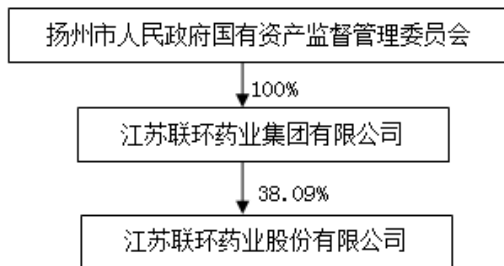 扬州市人民政府国有资产监督管理委员会
100%
江苏联环药业集团有限公司
38.09%
江苏联环药业股份有限公司